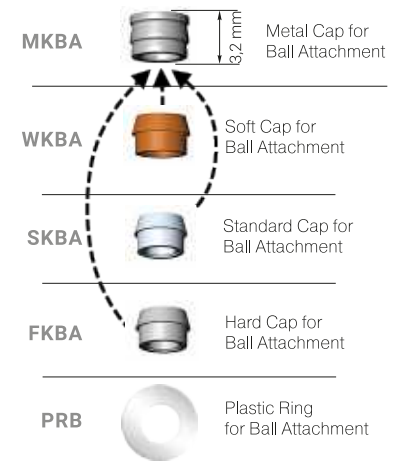 MKBA
3,2 mm
Metal Cap for
Ball Attachment
WKBA
Soft Cap for
Ball Attachment
SKBA
Standard Cap for
Ball Attachment
FKBA
Hard Cap for
Ball Attachment
PRB
Plastic Ring
for Ball Attachment